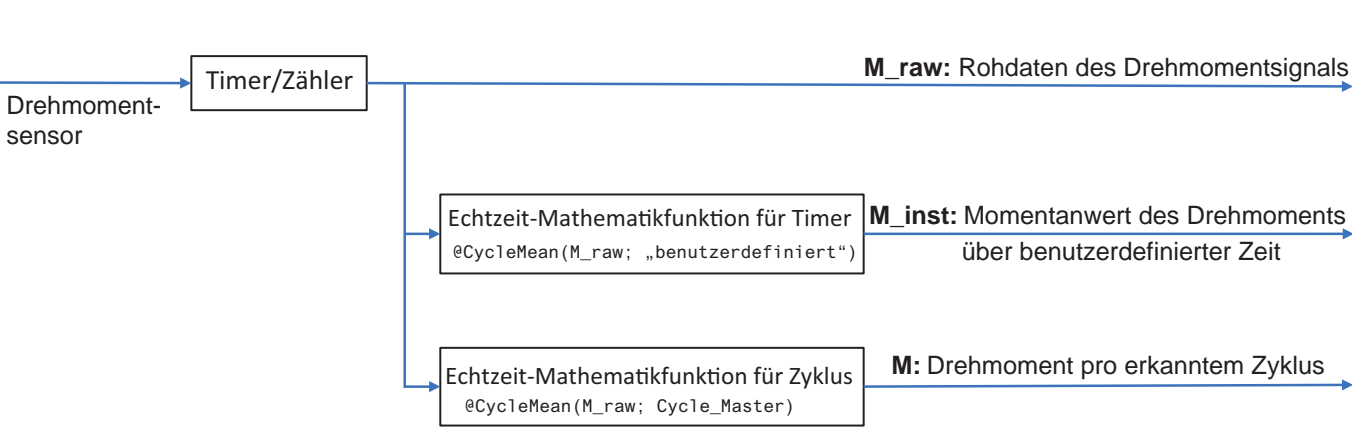 Drehmoment-
sensor
Timer/Zähler
M_raw: Rohdaten des Drehmomentsignals
Echtzeit-Mathematikfunktion für Timer
@CycleMean(M_raw; „benutzerdefiniert“)
M_inst: Momentanwert des Drehmoments
über benutzerdefinierter Zeit
Echtzeit-Mathematikfunktion für Zyklus
@CycleMean(M_raw; Cycle_Master)
M: Drehmoment pro erkanntem Zyklus